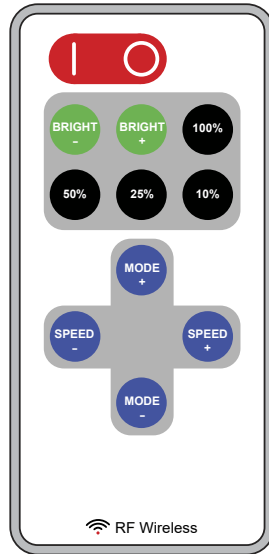 BRIGHT
-
BRIGHT
+
100%
50%
25%
10%
MODE
+
SPEED
-
SPEED
+
MODE
-
RF Wireless